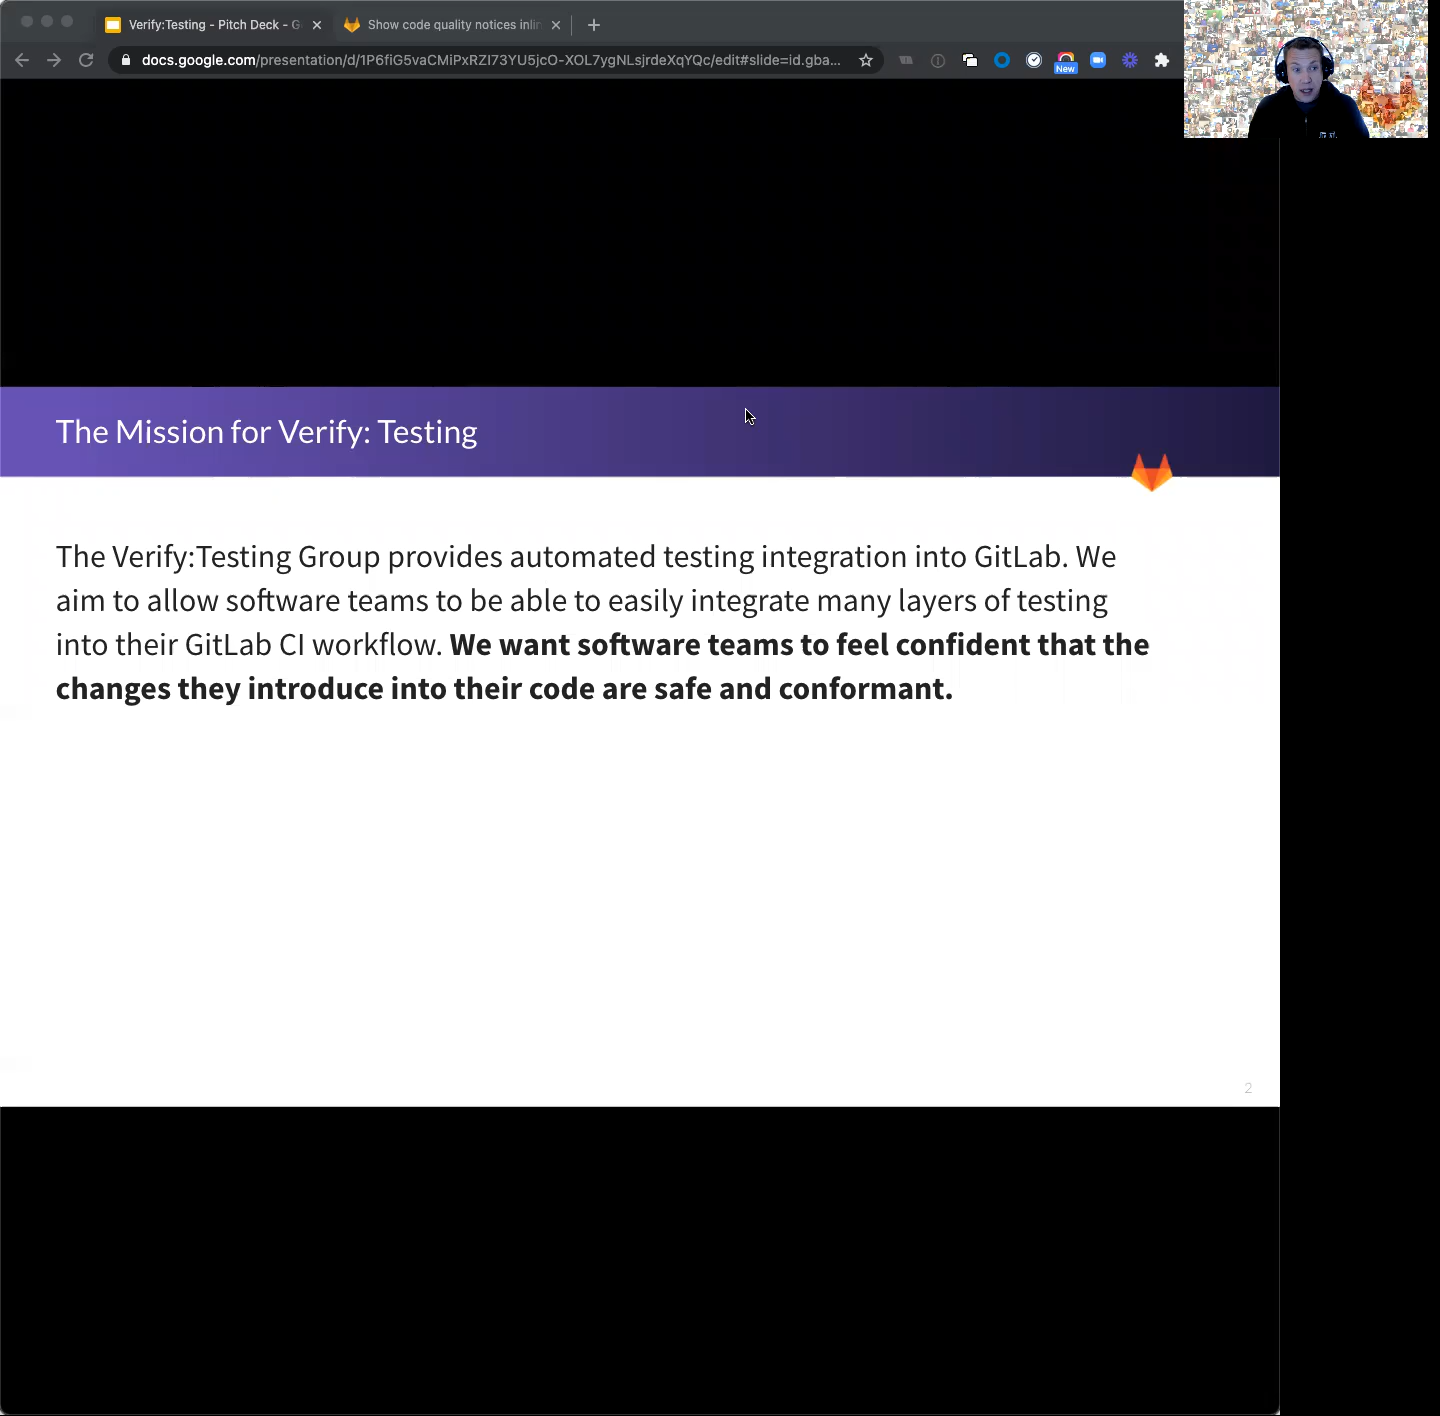 Verify:Testing - Pitch Deck - G
Show code quality notices inlin
docs.google.com/presentation/d/1P6fiG5vaCMiPxRZI73YU5jcO-XOL7ygNLsjrdeXqYQc/edit#slide=id.gba...
New
The Mission for Verify: Testing
The Verify:Testing Group provides automated testing integration into GitLab. We
aim to allow software teams to be able to easily integrate many layers of testing
into their GitLab CI workflow. We want software teams to feel confident that the
changes they introduce into their code are safe and conformant.
2